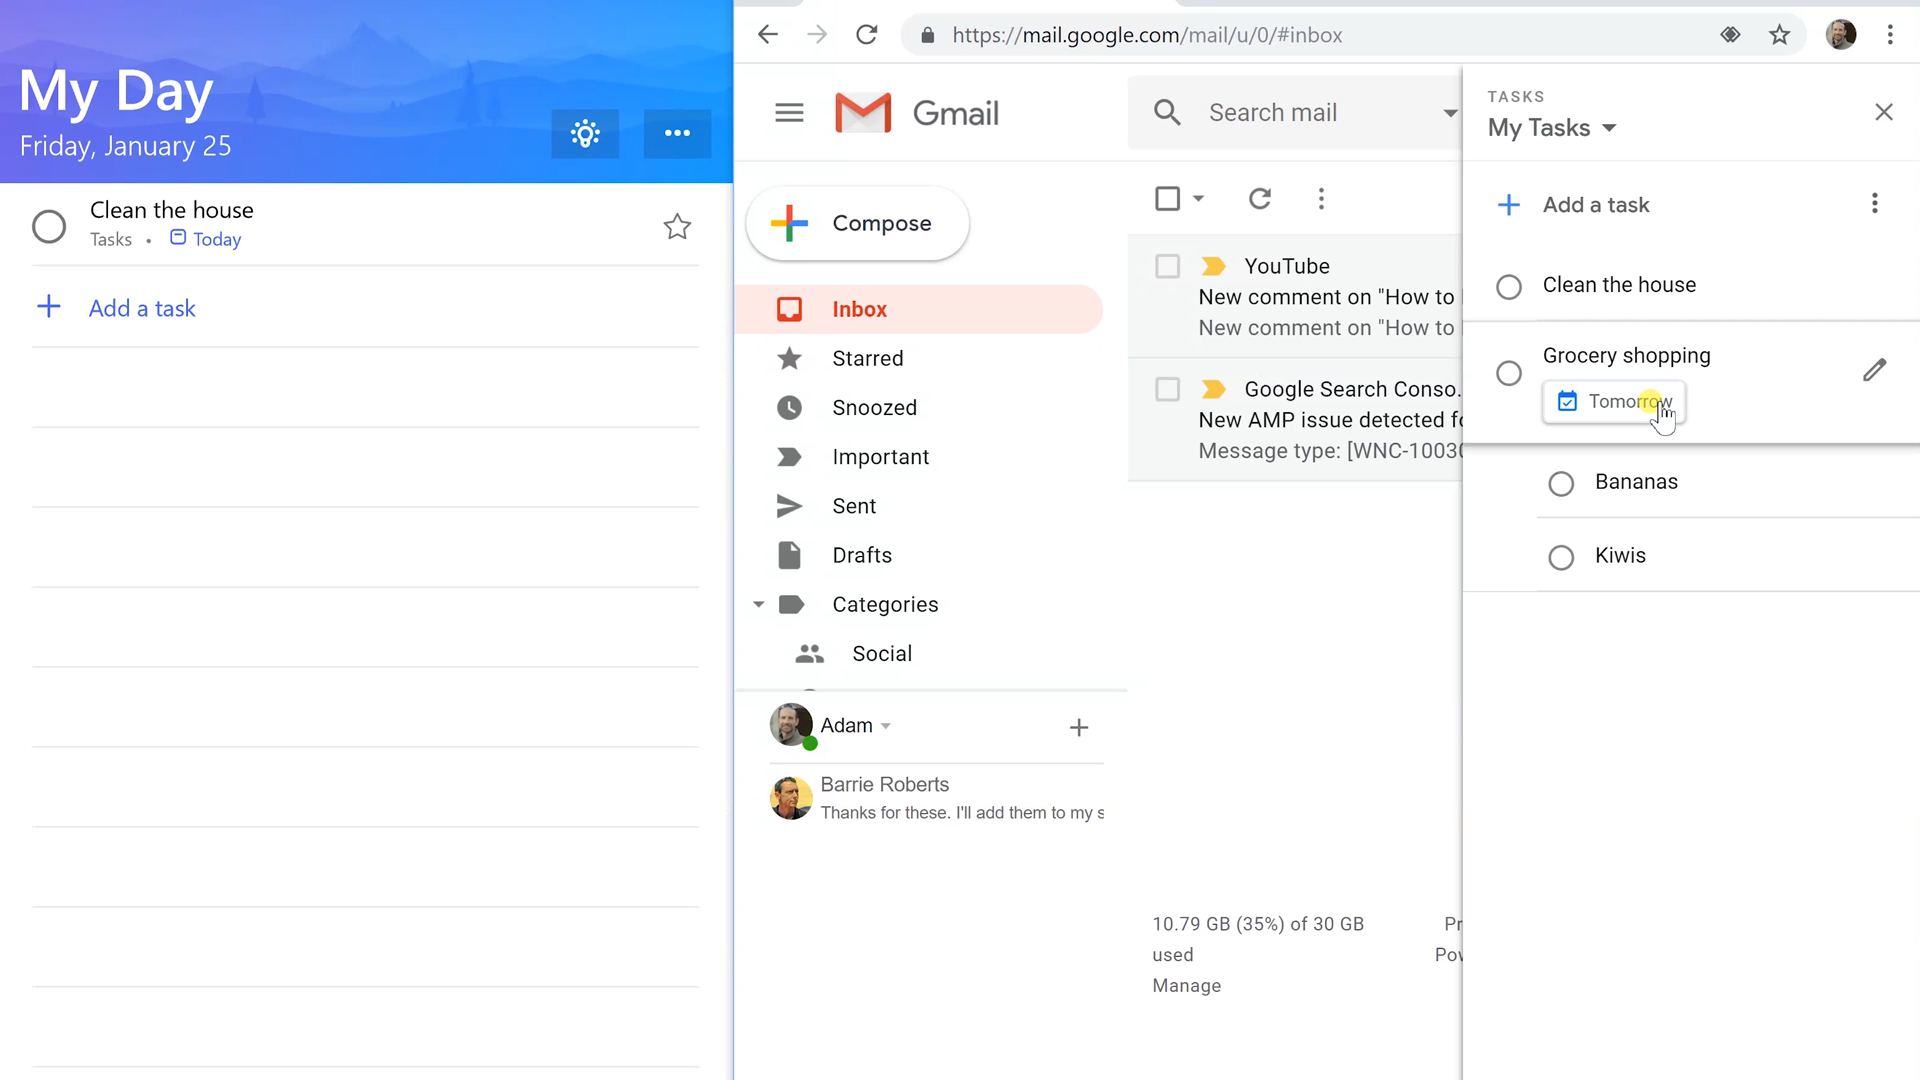 My Day
Friday, January 25
Clean the house
Tasks • Today
Add a task
https://mail.google.com/mail/u/0/#inbox
Gmail
Search mail
Compose
Inbox
Starred
Snoozed
Important
Sent
Drafts
Categories
Social
Adam
Barrie Roberts
Thanks for these. I'll add them to my s
YouTube
New comment on "How to
New comment on "How to
Google Search Conso.
New AMP issue detected fo
Message type: [WNC-1003
10.79 GB (35%) of 30 GB
used
Manage
Pr
Pow
TASKS
My Tasks
Add a task
Clean the house
Grocery shopping
Tomorrow
Bananas
Kiwis